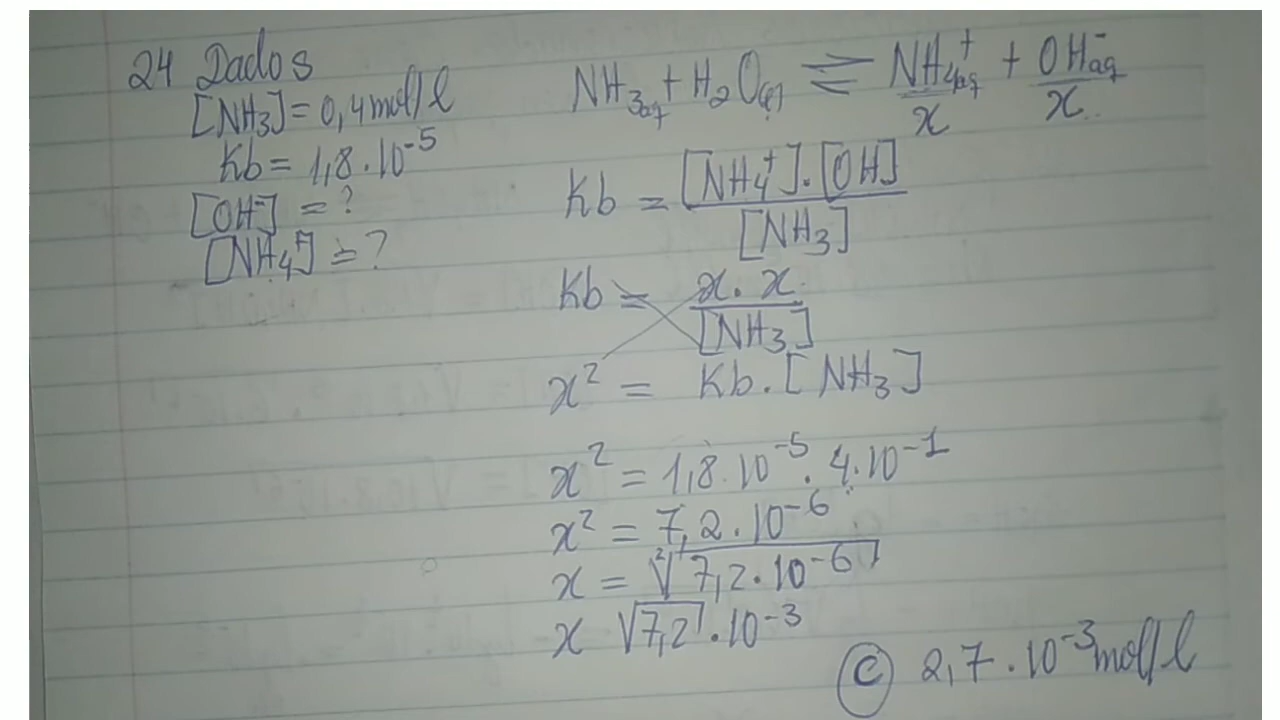 24 Dados
[NH3] = 0,4 mol/l
Kb = 1,8 . 10⁻⁵
[OH⁻] = ?
[NH4⁺] = ?
NH3aq + H2O(l) ⇌ NH4⁺aq + OH⁻aq
x x
Kb = [NH4⁺].[OH]
[NH3]
Kb = x . x
[NH3]
x² = Kb . [NH3]
x² = 1,8 . 10⁻⁵ . 4 . 10⁻¹
x² = 7,2 . 10⁻⁶
x = ²√7,2 . 10⁻⁶
x √7,2 . 10⁻³
C 2,7 . 10⁻³ mol/l